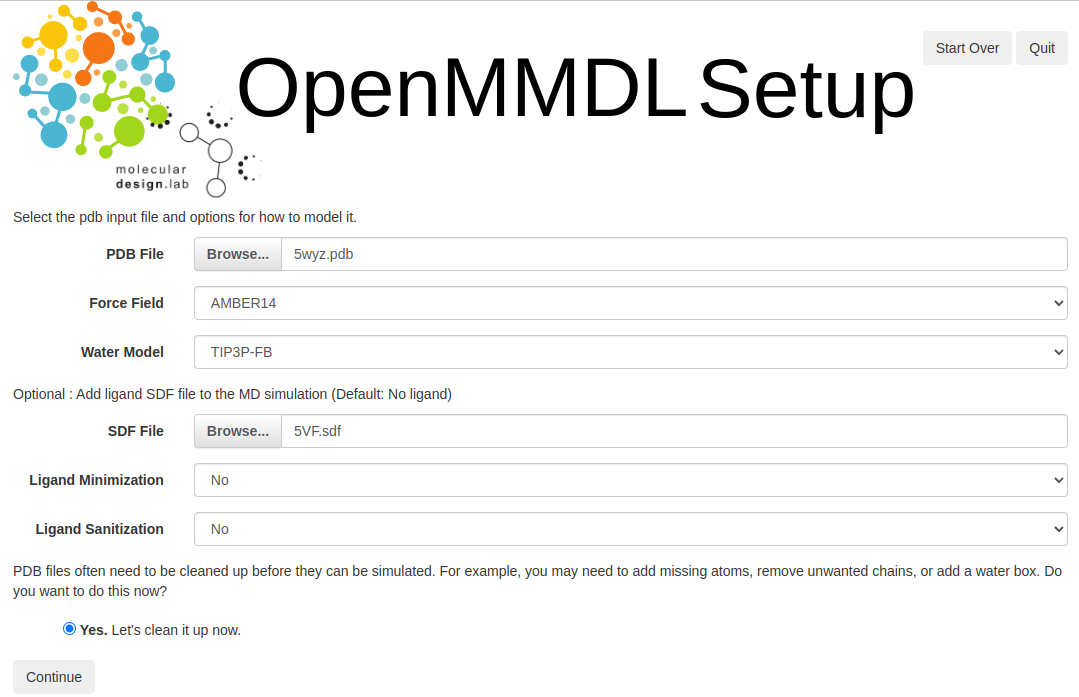 OpenMMDL Setup
Start Over
Quit
molecular
design.lab
Select the pdb input file and options for how to model it.
PDB File
Browse...
5wyz.pdb
Force Field
AMBER14
Water Model
TIP3P-FB
Optional : Add ligand SDF file to the MD simulation (Default: No ligand)
SDF File
Browse...
5VF.sdf
Ligand Minimization
No
Ligand Sanitization
No
PDB files often need to be cleaned up before they can be simulated. For example, you may need to add missing atoms, remove unwanted chains, or add a water box. Do
you want to do this now?
Yes. Let's clean it up now.
Continue